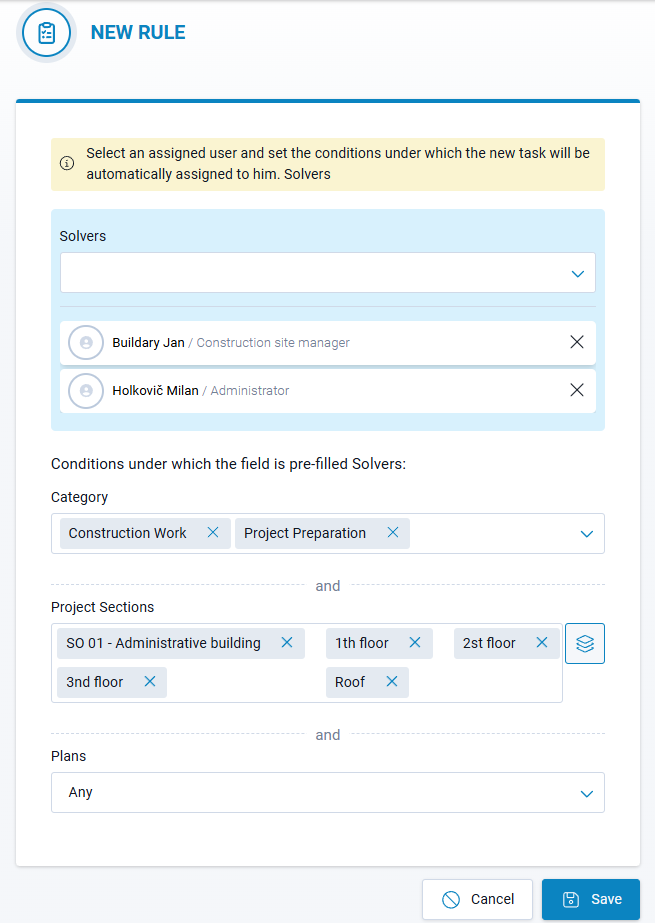 NEW RULE
Select an assigned user and set the conditions under which the new task will be
automatically assigned to him. Solvers
Solvers
Buildary Jan / Construction site manager
Holkovič Milan / Administrator
Conditions under which the field is pre-filled Solvers:
Category
Construction Work Project Preparation
and
Project Sections
SO 01 - Administrative building 1th floor 2st floor
3nd floor Roof
and
Plans
Any
Cancel Save